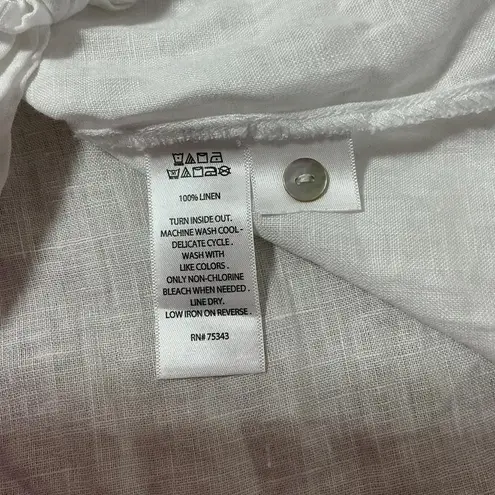 100% LINEN
TURN INSIDE OUT.
MACHINE WASH COOL -
DELICATE CYCLE .
WASH WITH
LIKE COLORS .
ONLY NON-CHLORINE
BLEACH WHEN NEEDED .
LINE DRY.
LOW IRON ON REVERSE .
RN# 75343